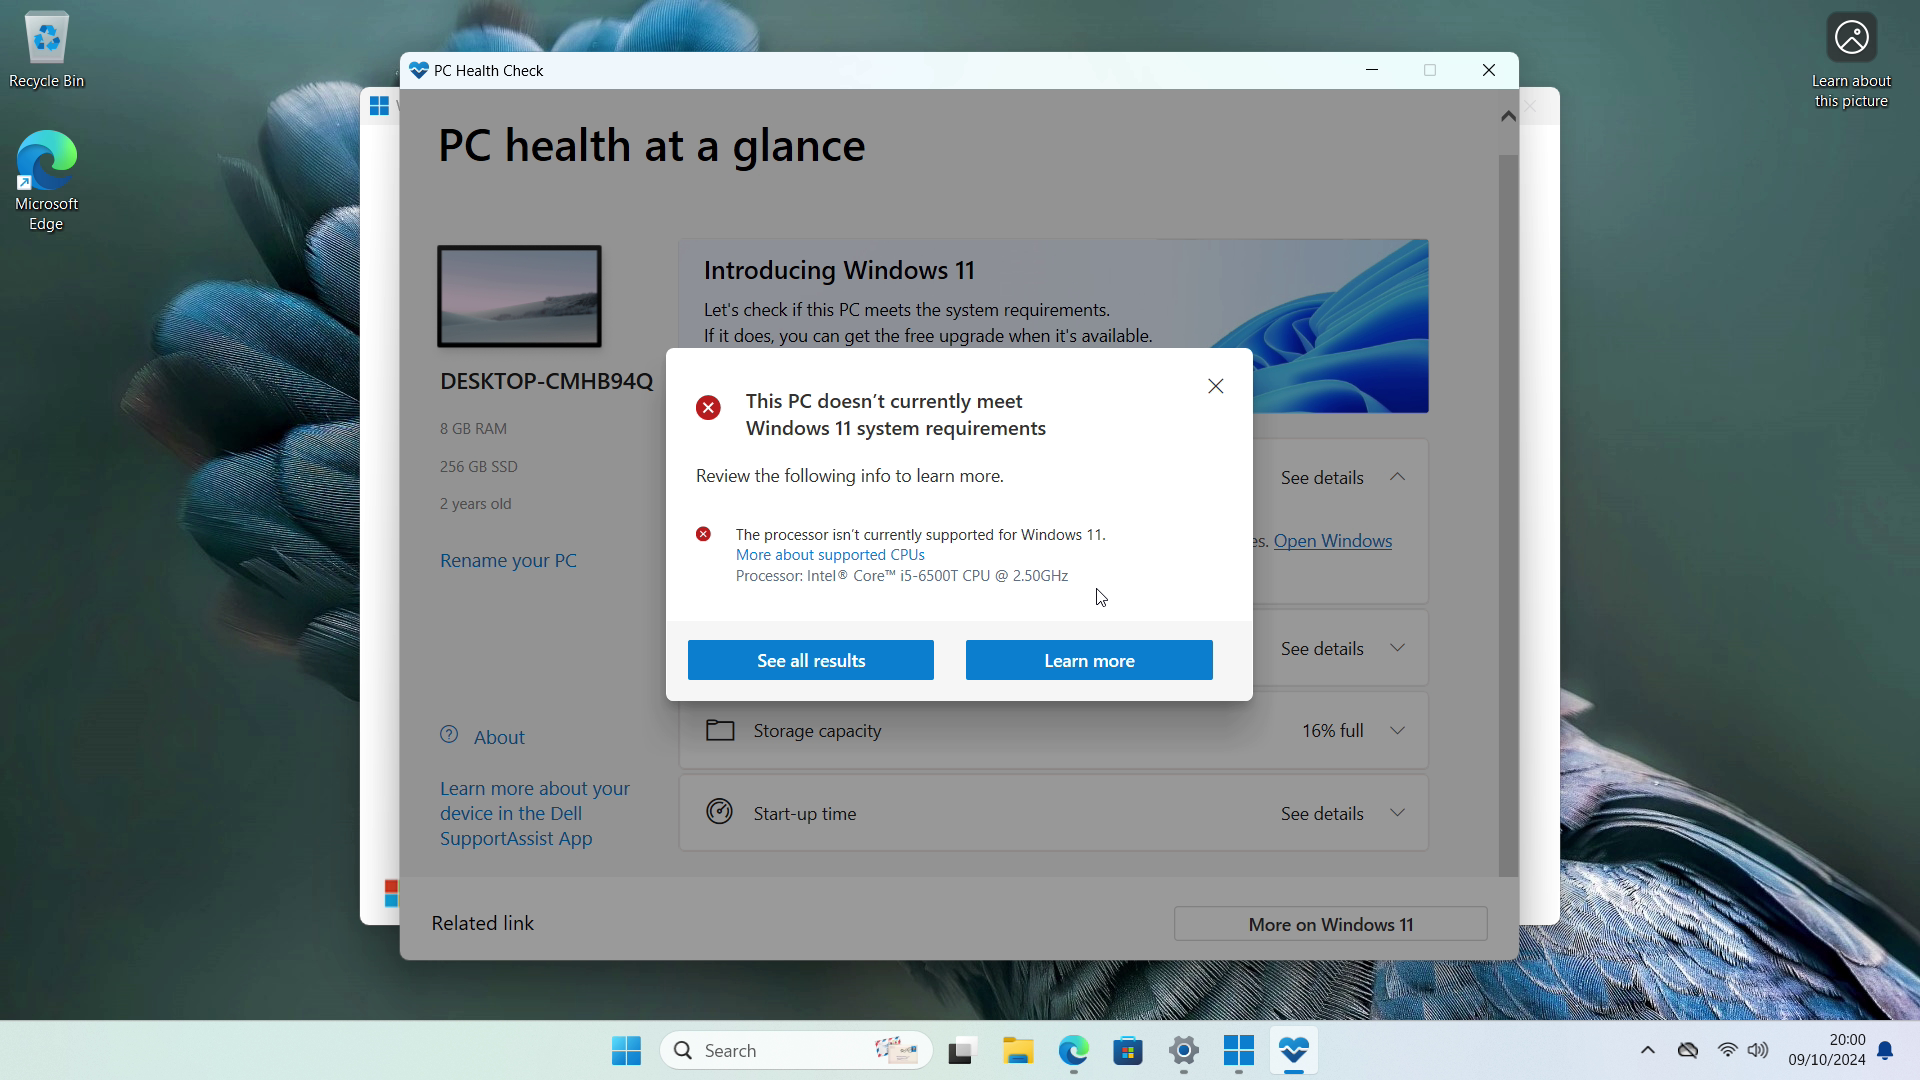 Recycle Bin
Microsoft
Edge
Learn about
this picture
PC Health Check
PC health at a glance
DESKTOP-CMHB94Q
8 GB RAM
256 GB SSD
2 years old
Rename your PC
About
Learn more about your
device in the Dell
SupportAssist App
Introducing Windows 11
Let's check if this PC meets the system requirements.
If it does, you can get the free upgrade when it's available.
This PC doesn’t currently meet
Windows 11 system requirements
Review the following info to learn more.
The processor isn’t currently supported for Windows 11.
More about supported CPUs
Processor: Intel® Core™ i5-6500T CPU @ 2.50GHz
See all results
Learn more
See details
es. Open Windows
See details
Storage capacity
16% full
Start-up time
See details
Related link
More on Windows 11
Search
20:00
09/10/2024